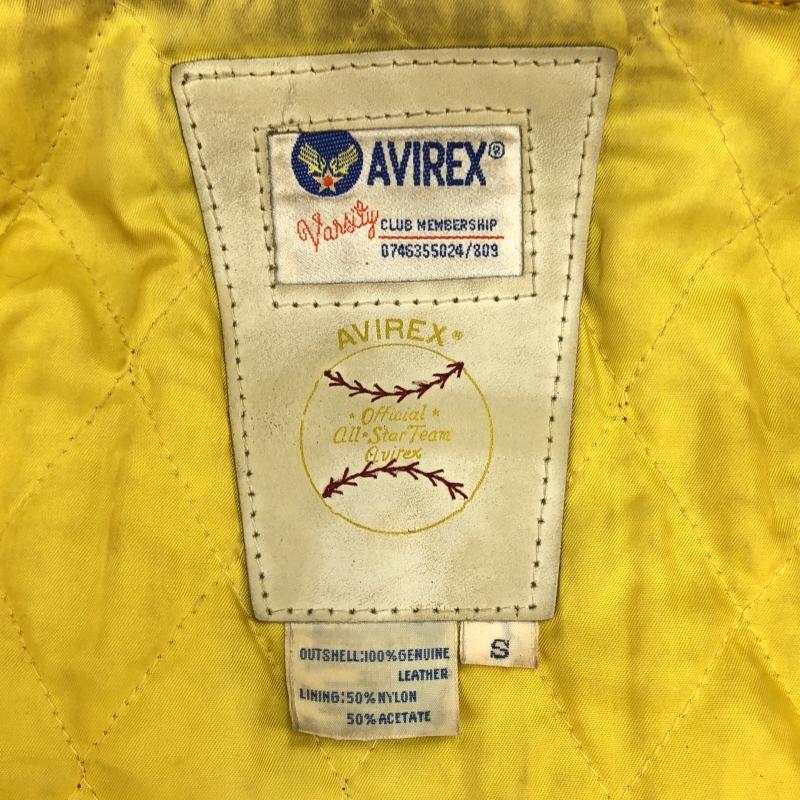 AVIREX®
Varsity CLUB MEMBERSHIP
0746355024/809
AVIREX®
* Official *
All-Star Team
Avirex
OUTSHELL:100%GENUINE
LEATHER
LINING:50%NYLON
50%ACETATE
S